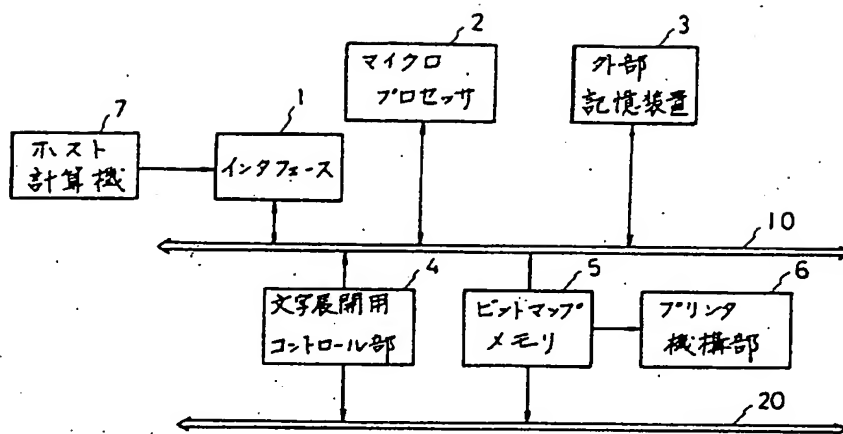 2
マイクロ
プロセッサ
3
外部
記憶装置
7
ホスト
計算機
1
インタフェース
10
4
文字展開用
コントロール部
5
ビットマップ
メモリ
6
プリンタ
機構部
20